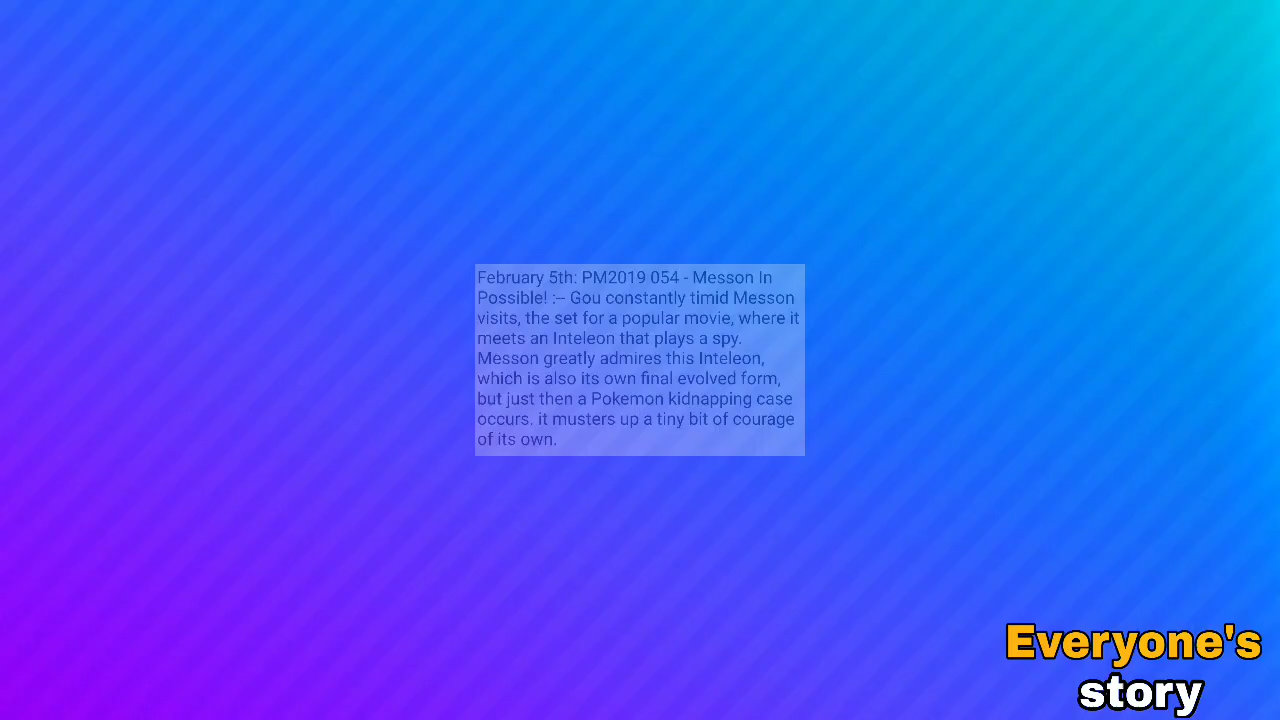 February 5th: PM2019 054 - Messon In
Possible! :-- Gou constantly timid Messon
visits, the set for a popular movie, where it
meets an Inteleon that plays a spy.
Messon greatly admires this Inteleon,
which is also its own final evolved form,
but just then a Pokemon kidnapping case
occurs. it musters up a tiny bit of courage
of its own.
Everyone's
story